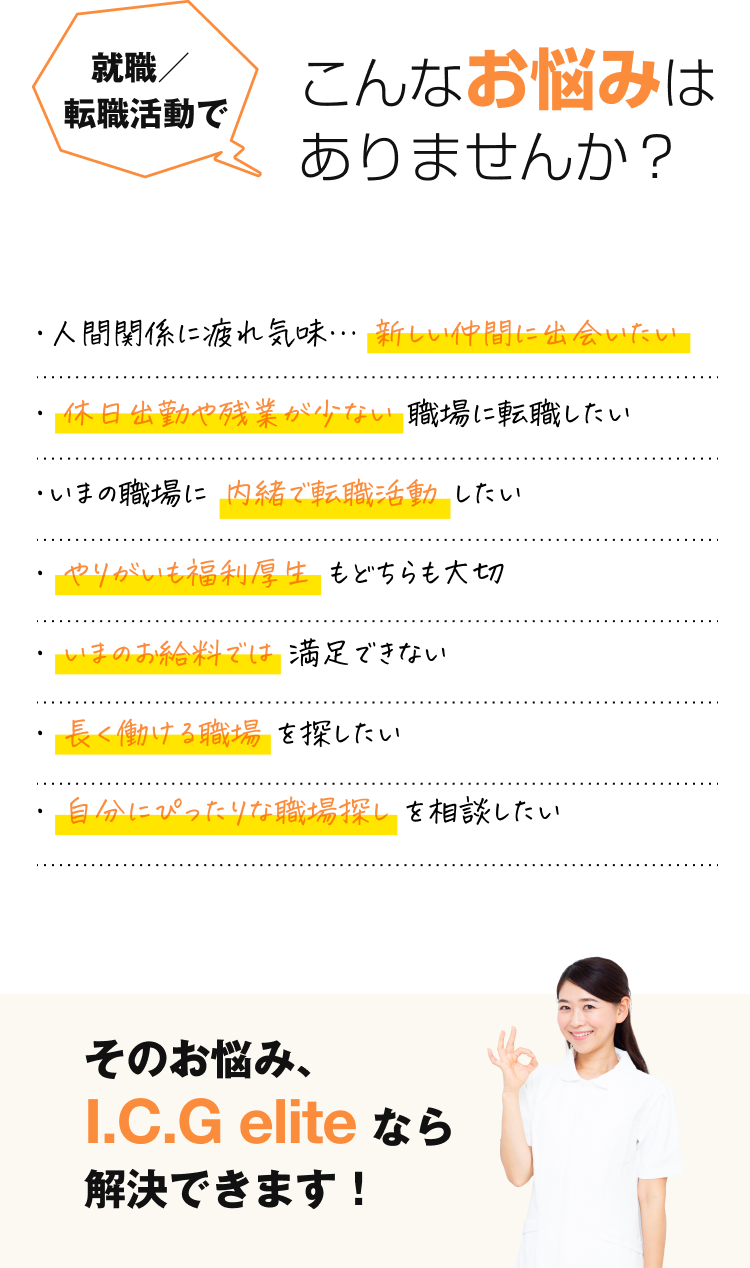 就職／
転職活動で
こんなお悩みは
ありませんか？
・人間関係に疲れ気味… 新しい仲間に出会いたい
・休日出勤や残業が少ない 職場に転職したい
・いまの職場に 内緒で転職活動 したい
・やりがいも福利厚生 もどちらも大切
・いまのお給料では 満足できない
・長く働ける職場 を探したい
・自分にぴったりな職場探し を相談したい
そのお悩み、
I.C.G elite なら
解決できます！